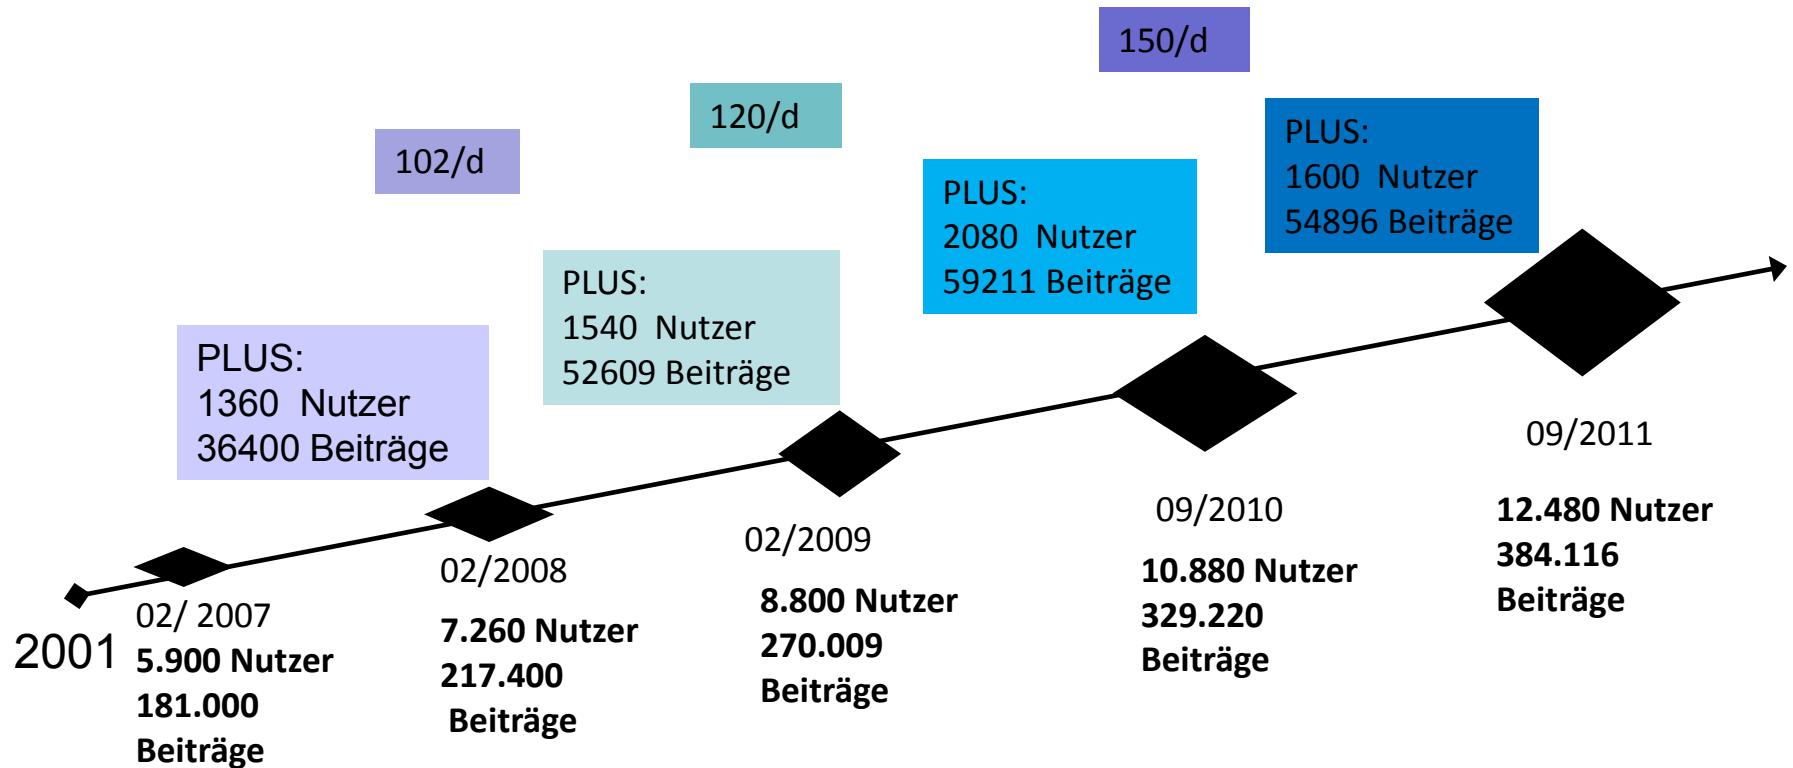 150/d
120/d
102/d
PLUS:
1600 Nutzer
54896 Beiträge
PLUS:
2080 Nutzer
59211 Beiträge
PLUS:
1540 Nutzer
52609 Beiträge
PLUS:
1360 Nutzer
36400 Beiträge
2001
02/ 2007
5.900 Nutzer
181.000
Beiträge
02/2008
7.260 Nutzer
217.400
Beiträge
02/2009
8.800 Nutzer
270.009
Beiträge
09/2010
10.880 Nutzer
329.220
Beiträge
09/2011
12.480 Nutzer
384.116
Beiträge